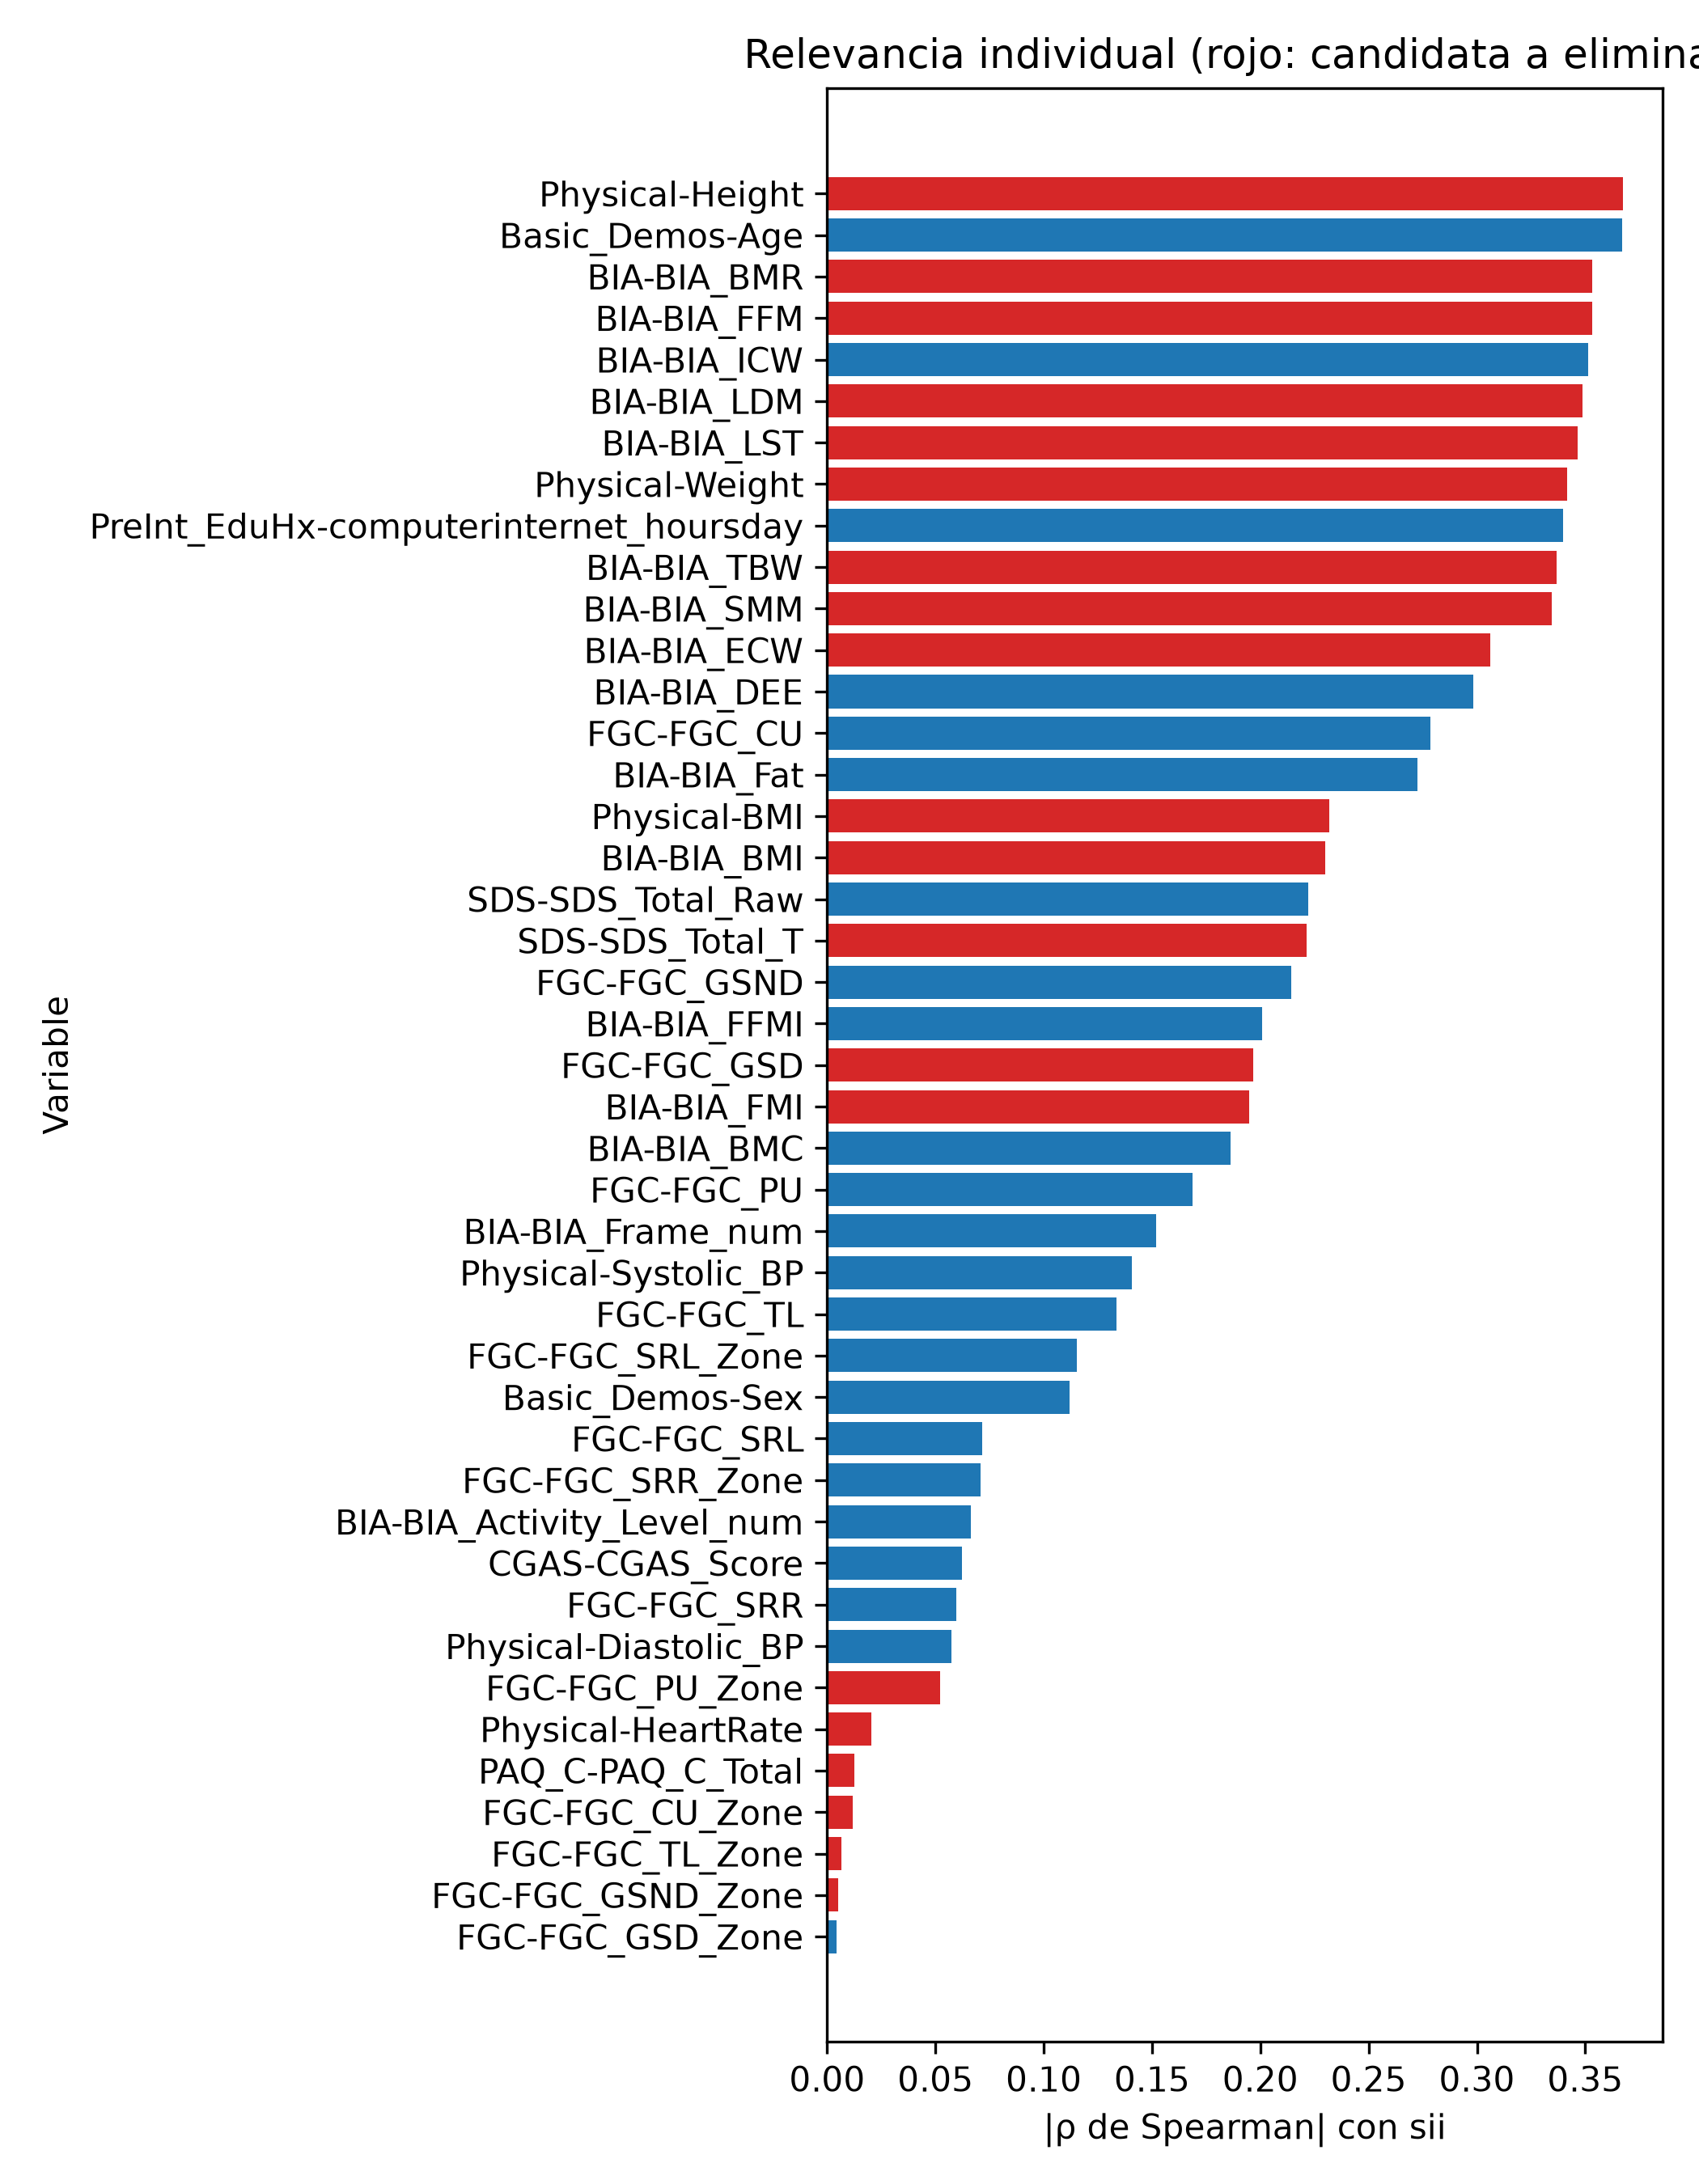 Relevancia individual (rojo: candidata a elimina
Physical-Height
Basic_Demos-Age
BIA-BIA_BMR
BIA-BIA_FFM
BIA-BIA_ICW
BIA-BIA_LDM
BIA-BIA_LST
Physical-Weight
PreInt_EduHx-computerinternet_hoursday
BIA-BIA_TBW
BIA-BIA_SMM
BIA-BIA_ECW
BIA-BIA_DEE
FGC-FGC_CU
BIA-BIA_Fat
Physical-BMI
BIA-BIA_BMI
SDS-SDS_Total_Raw
SDS-SDS_Total_T
FGC-FGC_GSND
BIA-BIA_FFMI
FGC-FGC_GSD
BIA-BIA_FMI
BIA-BIA_BMC
FGC-FGC_PU
BIA-BIA_Frame_num
Physical-Systolic_BP
FGC-FGC_TL
FGC-FGC_SRL_Zone
Basic_Demos-Sex
FGC-FGC_SRL
FGC-FGC_SRR_Zone
BIA-BIA_Activity_Level_num
CGAS-CGAS_Score
FGC-FGC_SRR
Physical-Diastolic_BP
FGC-FGC_PU_Zone
Physical-HeartRate
PAQ_C-PAQ_C_Total
FGC-FGC_CU_Zone
FGC-FGC_TL_Zone
FGC-FGC_GSND_Zone
FGC-FGC_GSD_Zone
Variable
0.00 0.05 0.10 0.15 0.20 0.25 0.30 0.35
|ρ de Spearman| con sii